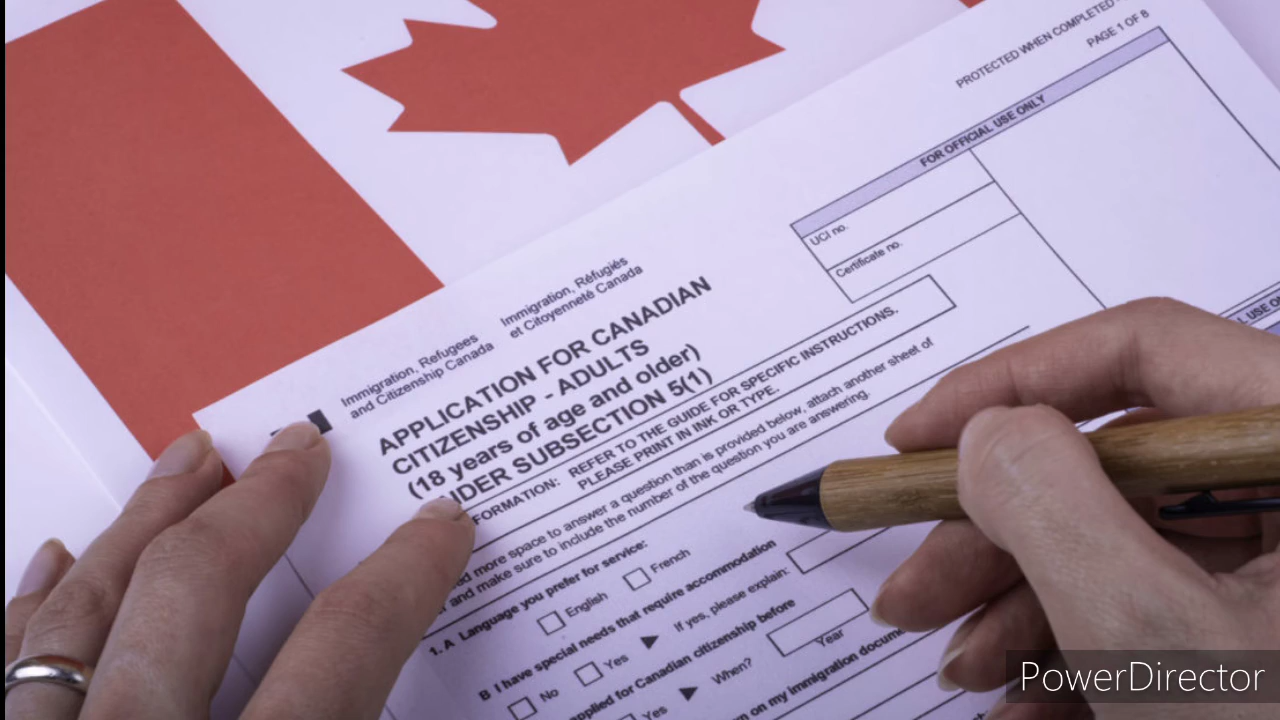 PROTECTED WHEN COMPLETED -
PAGE 1 OF 8
FOR OFFICIAL USE ONLY
UCI no.
Certificate no.
Immigration, Refugees
and Citizenship Canada
Immigration, Réfugiés
et Citoyenneté Canada
APPLICATION FOR CANADIAN
CITIZENSHIP - ADULTS
(18 years of age and older)
SUBSECTION 5(1)
REFER TO THE GUIDE FOR SPECIFIC INSTRUCTIONS.
PLEASE PRINT IN INK OR TYPE.
more space to answer a question than is provided below, attach another sheet of
and make sure to include the number of the question you are answering.
1. A Language you prefer for service:
English
French
B I have special needs that require accommodation
No
Yes
If yes, please explain:
applied for Canadian citizenship before
Yes
When?
Year
on my immigration
PowerDirector